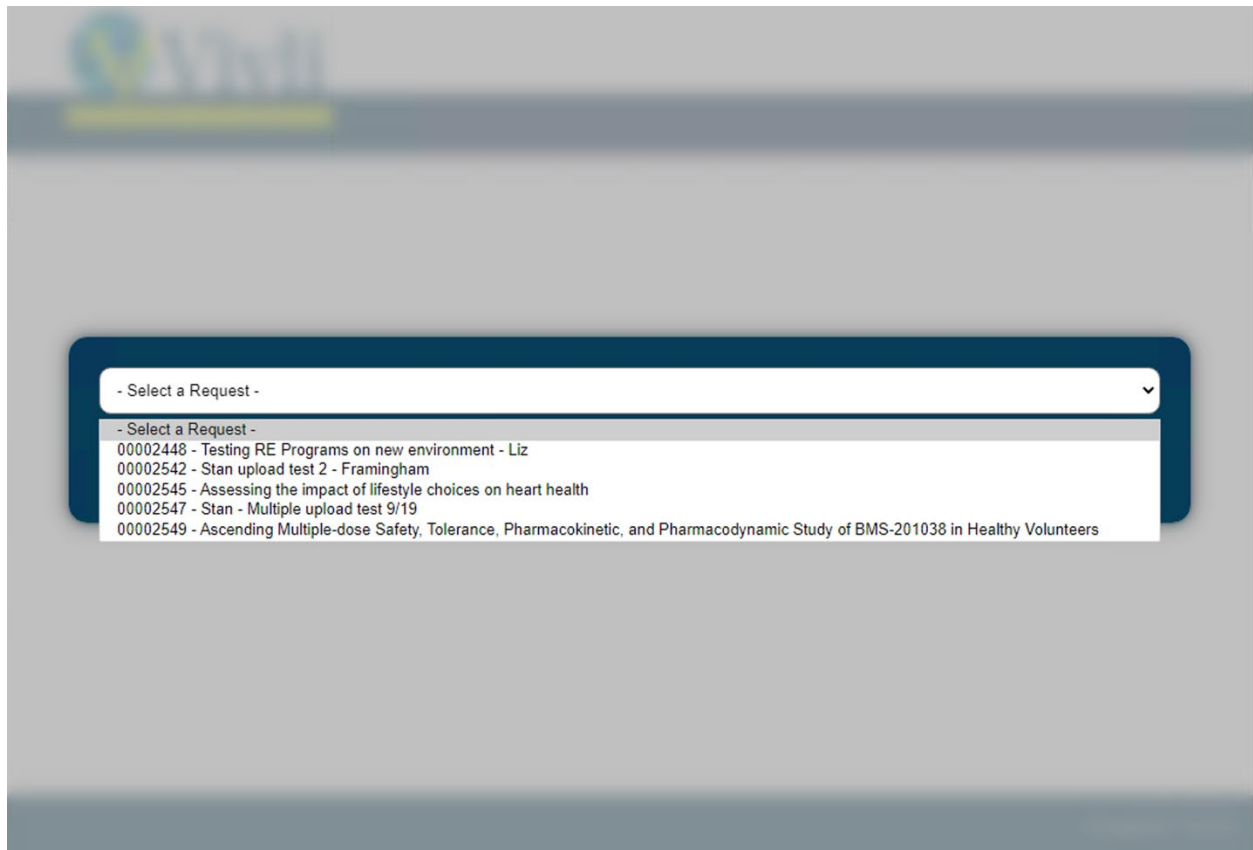 Vivli
- Select a Request -
- Select a Request -
00002448 - Testing RE Programs on new environment - Liz
00002542 - Stan upload test 2 - Framingham
00002545 - Assessing the impact of lifestyle choices on heart health
00002547 - Stan - Multiple upload test 9/19
00002549 - Ascending Multiple-dose Safety, Tolerance, Pharmacokinetic, and Pharmacodynamic Study of BMS-201038 in Healthy Volunteers